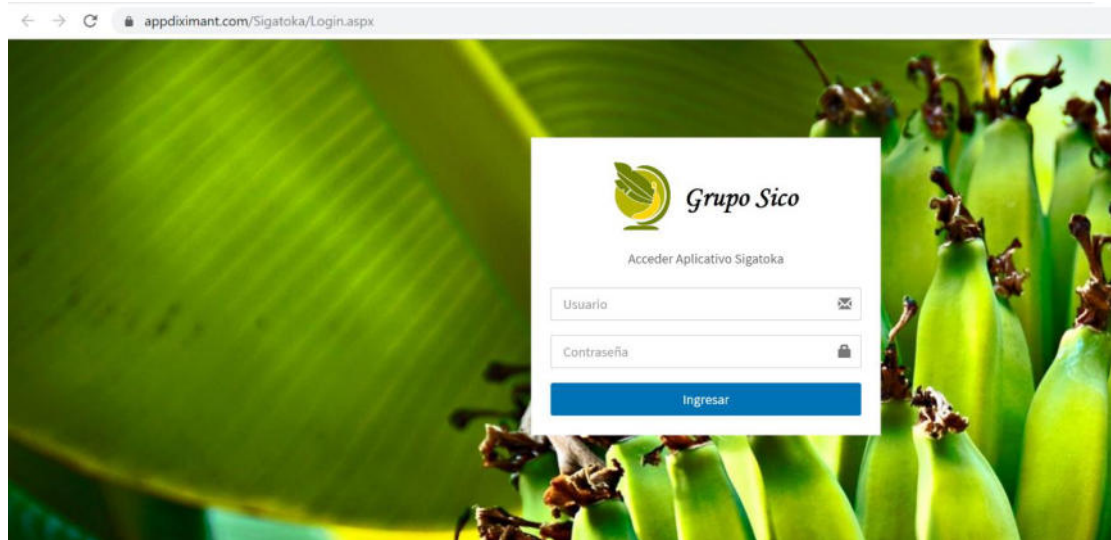 appdiximant.com/Sigatoka/Login.aspx
Grupo Sico
Acceder Aplicativo Sigatoka
Usuario
Contraseña
Ingresar